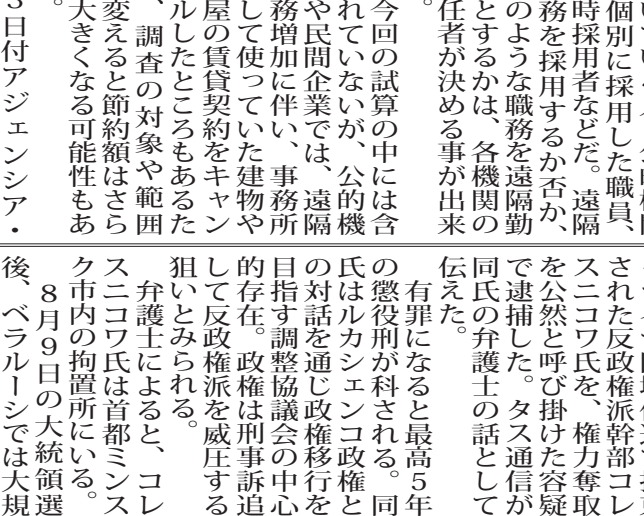 個別に採用した職員、
時採用者などだ。遠隔
務を採用するか否か、
のような職務を遠隔勤
とするかは、各機関の
任者が決める事が出来
。
今回の試算の中には含
れていないが、公的機
や民間企業では、遠隔
務増加に伴い、事務所
して使っていた建物や
屋の賃貸契約をキャン
ルしたところもあるた
、調査の対象や範囲
変えると節約額はさら
大きくなる可能性もあ
。
日付アジェンシア・
された反政権派幹部コレ
スニコワ氏を、権力奪取
を公然と呼び掛けた容疑
で逮捕した。タス通信が
同氏の弁護士の話として
伝えた。
有罪になると最高５年
の懲役刑が科される。同
氏はルカシェンコ政権と
の対話を通じ政権移行を
目指す調整協議会の中心
的存在。政権は刑事訴追
して反政権派を威圧する
狙いとみられる。
弁護士によると、コレ
スニコワ氏は首都ミンス
ク市内の拘置所にいる。
８月９日の大統領選
後、ベラルーシでは大規